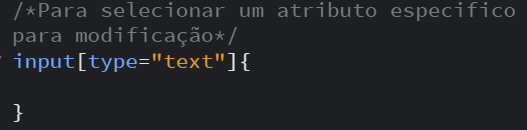 /*Para selecionar um atributo especifico
para modificação*/
input[type="text"]{
}